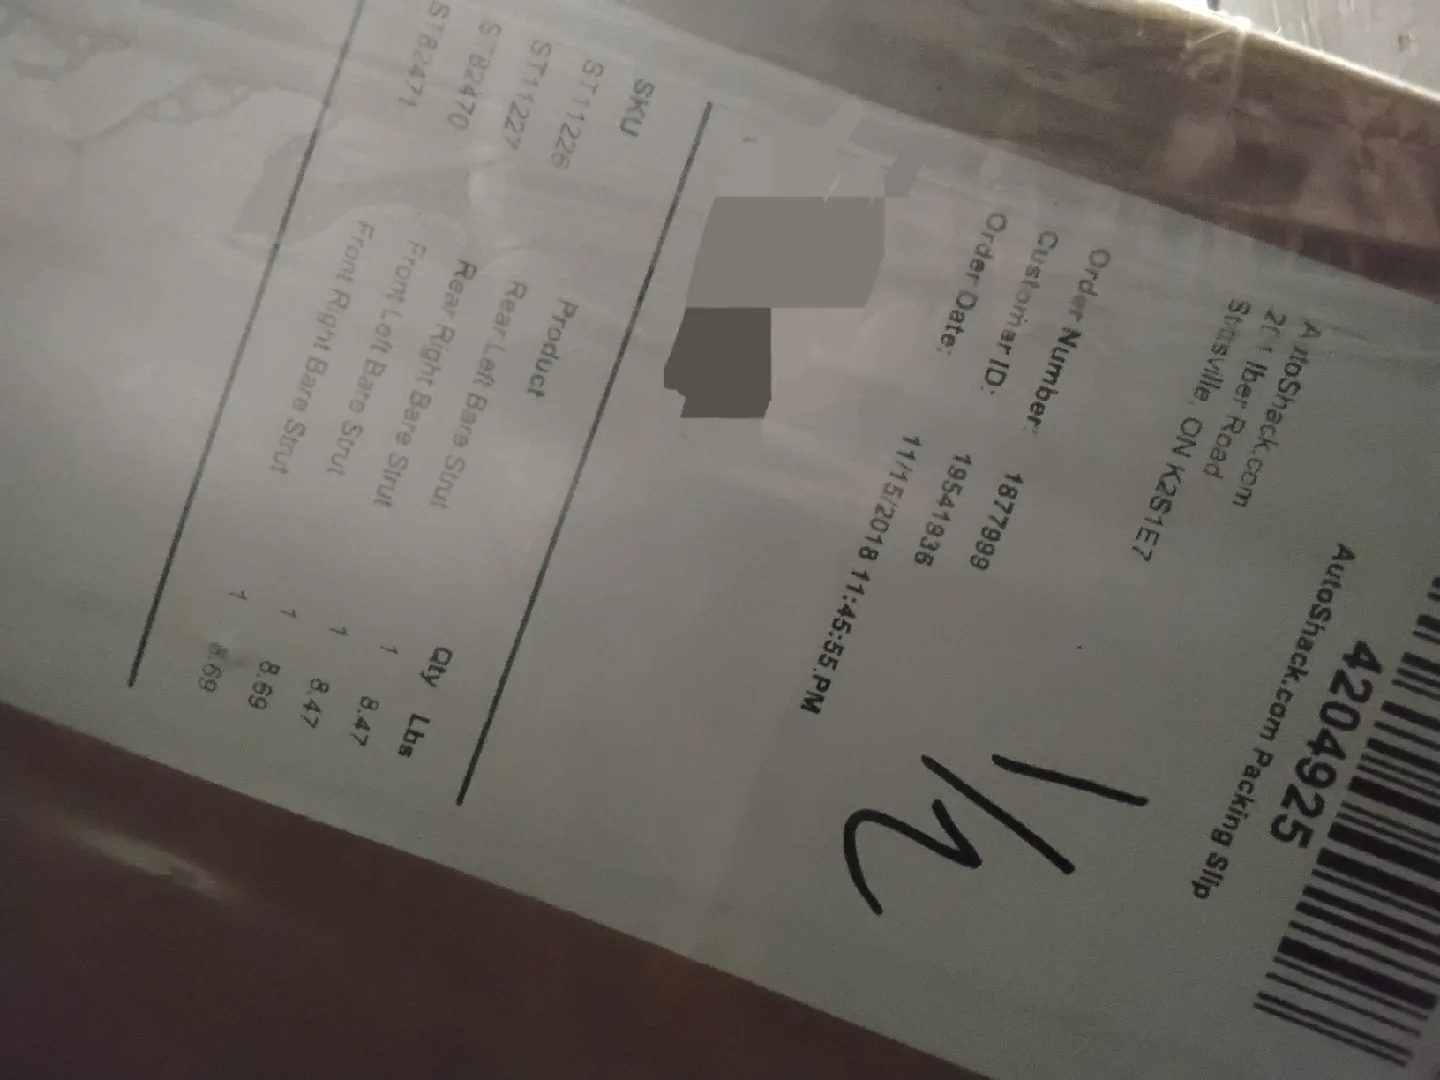 4204925
AutoShack.com Packing Slip
AutoShack.com
Iber Road
ON K2S1E7
Order Number: 1877999
Customer ID: 19541936
Order Date: 11/15/2018 11:45:55 PM
1/2
SKU Product Qty Lbs
ST11226 Rear Left Bare Strut 1 8.47
ST11227 Rear Right Bare Strut 1 8.47
ST82470 Front Left Bare Strut 1 8.69
ST82471 Front Right Bare Strut 1 8.69